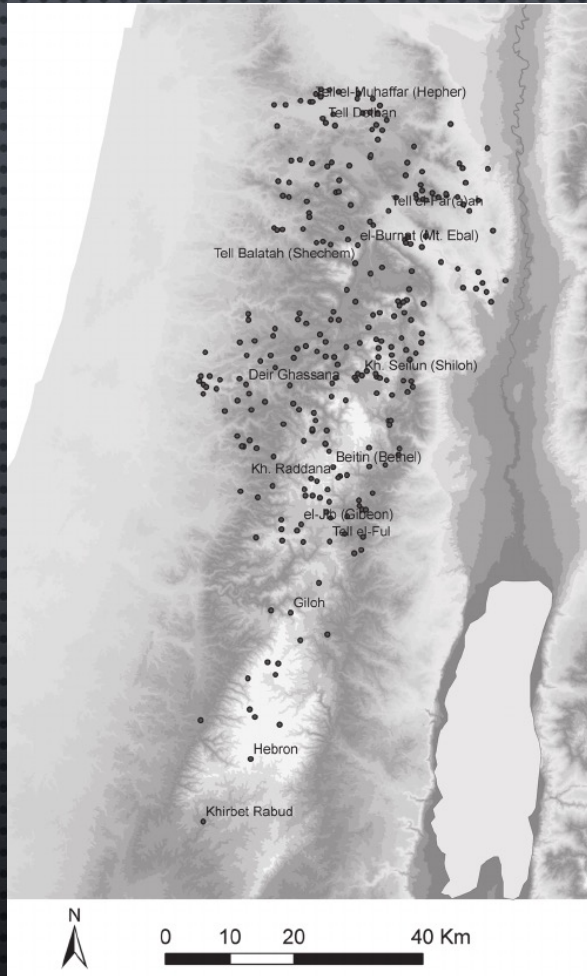 Tell el-Muhaffar (Hepher)
Tell Dothan
Tell el-Far(a)ah
el-Burnat (Mt. Ebal)
Tell Balatah (Shechem)
Kh. Seilun (Shiloh)
Deir Ghassana
Beitin (Bethel)
Kh. Raddana
el-Jib (Gibeon)
Tell el-Ful
Giloh
Hebron
Khirbet Rabud
N
0 10 20 40 Km